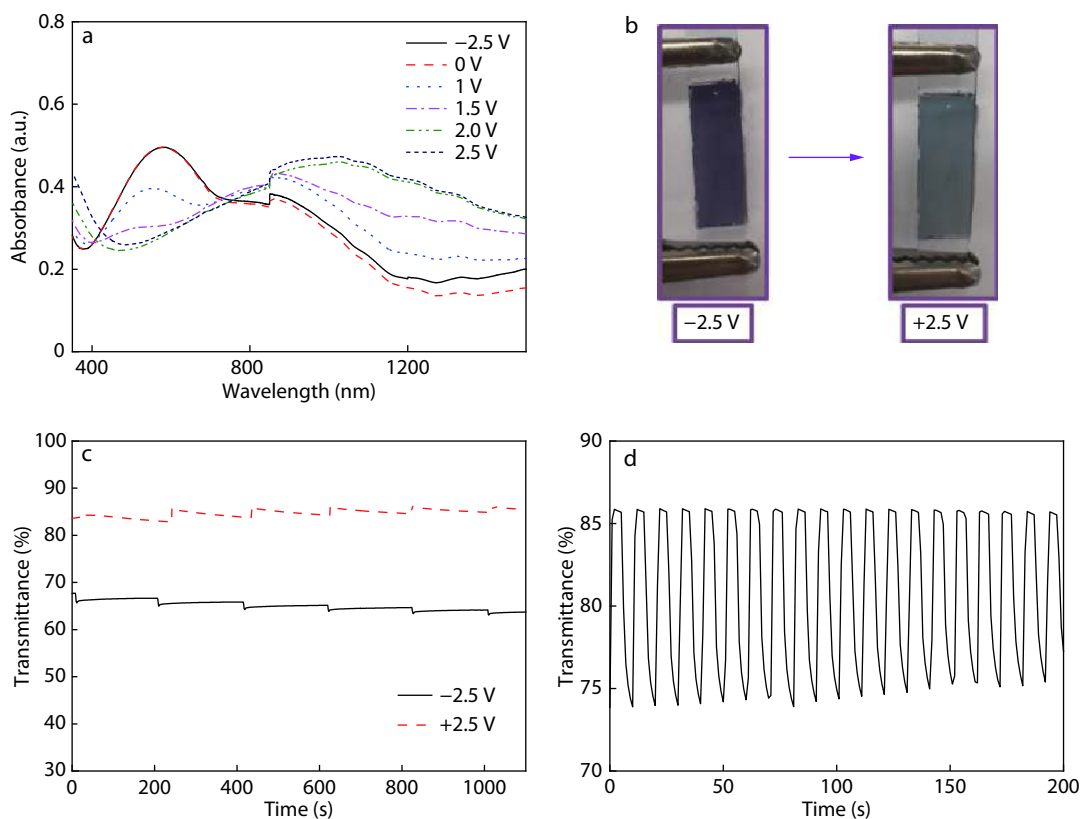 a
0.8
0.6
0.4
0.2
0
400
800
1200
Absorbance (a.u.)
Wavelength (nm)
−2.5 V
0 V
1 V
1.5 V
2.0 V
2.5 V
b
−2.5 V
+2.5 V
c
100
90
80
70
60
50
40
30
0
200
400
600
800
1000
Transmittance (%)
Time (s)
−2.5 V
+2.5 V
d
90
85
80
75
70
0
50
100
150
200
Transmittance (%)
Time (s)